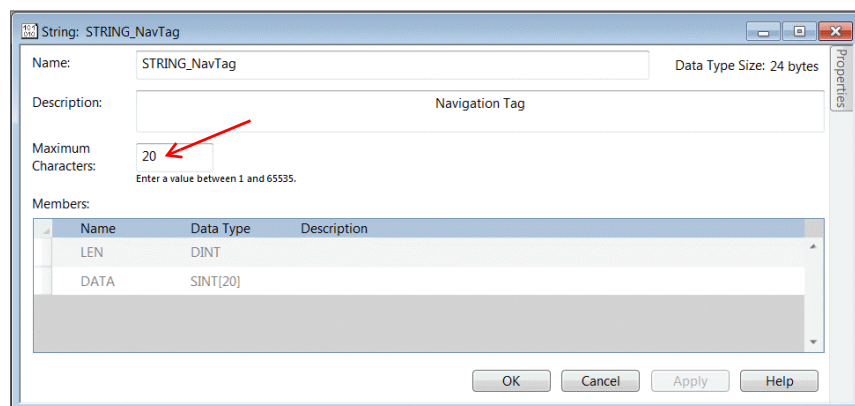 String: STRING_NavTag
Name: STRING_NavTag Data Type Size: 24 bytes
Properties
Description: Navigation Tag
Maximum
Characters: 20
Enter a value between 1 and 65535.
Members:
Name Data Type Description
LEN DINT
DATA SINT[20]
OK Cancel Apply Help